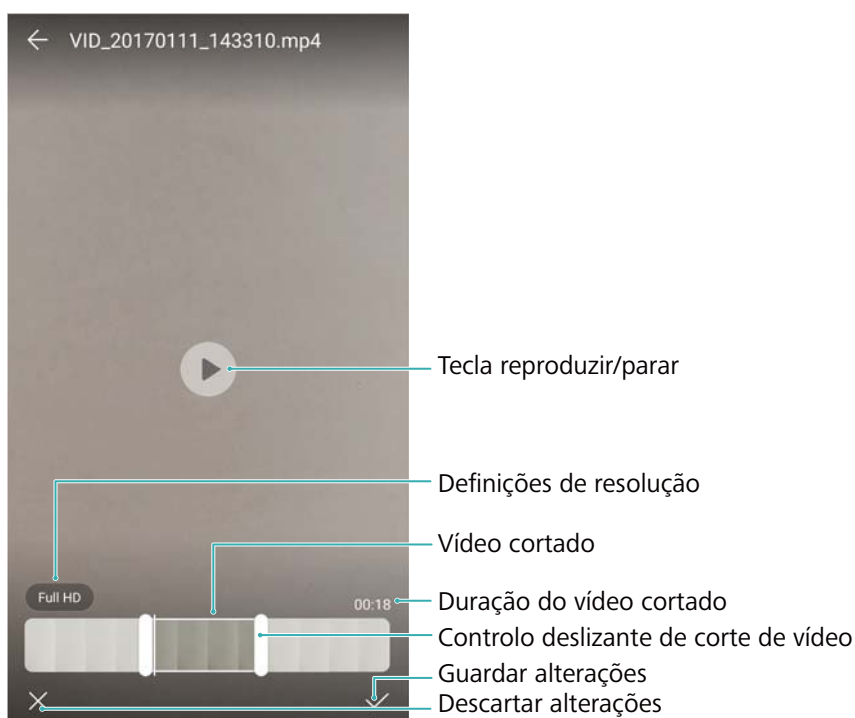 VID_20170111_143310.mp4
Tecla reproduzir/parar
Definições de resolução
Vídeo cortado
Full HD
00:18
Duração do vídeo cortado
Controlo deslizante de corte de vídeo
Guardar alterações
Descartar alterações